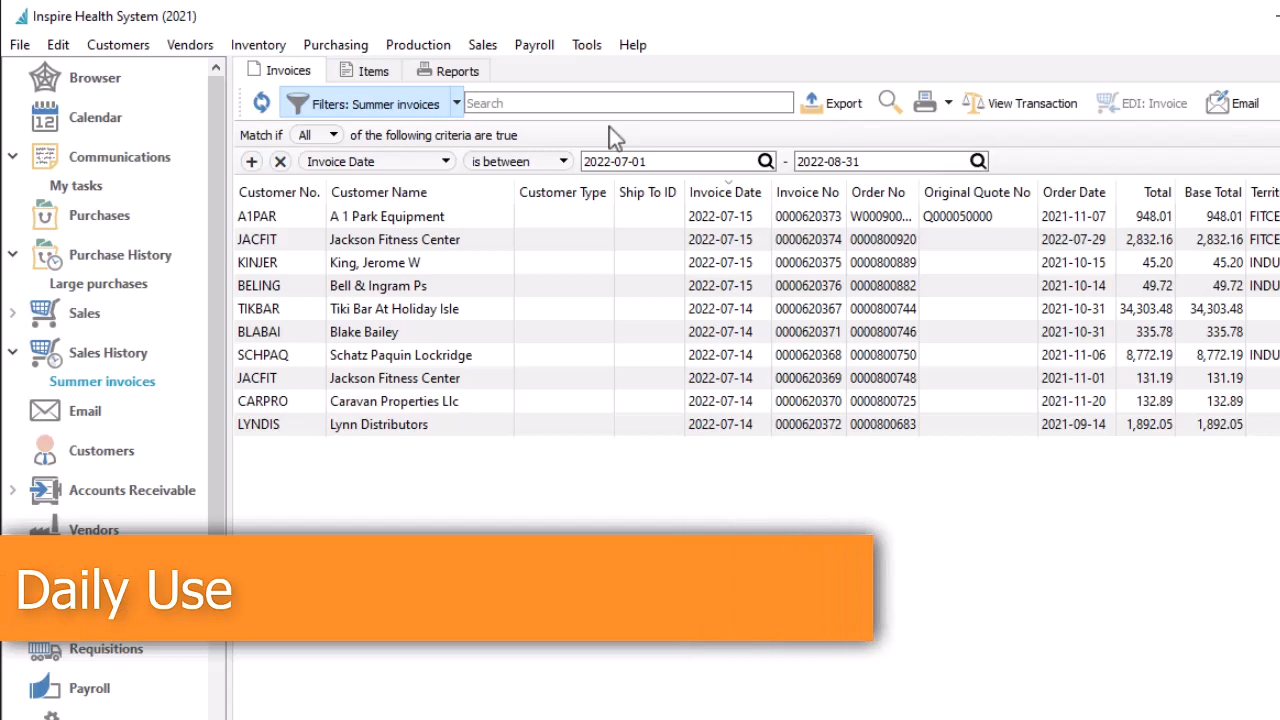 Inspire Health System (2021)
File Edit Customers Vendors Inventory Purchasing Production Sales Payroll Tools Help
Browser
Calendar
12
Communications
My tasks
Purchases
Purchase History
Large purchases
Sales
Sales History
Summer invoices
Email
Customers
Accounts Receivable
Vendors
Requisitions
Payroll
Invoices Items Reports
Filters: Summer invoices Search Export View Transaction EDI: Invoice Email
Match if All of the following criteria are true
Invoice Date is between 2022-07-01 - 2022-08-31
Customer No. Customer Name Customer Type Ship To ID Invoice Date Invoice No Order No Original Quote No Order Date Total Base Total Territ
A1PAR A 1 Park Equipment 2022-07-15 0000620373 W000900... Q000050000 2021-11-07 948.01 948.01 FITCE
JACFIT Jackson Fitness Center 2022-07-15 0000620374 0000800920 2022-07-29 2,832.16 2,832.16 FITCE
KINJER King, Jerome W 2022-07-15 0000620375 0000800889 2021-10-15 45.20 45.20 INDU
BELING Bell & Ingram Ps 2022-07-15 0000620376 0000800882 2021-10-14 49.72 49.72 INDU
TIKBAR Tiki Bar At Holiday Isle 2022-07-14 0000620367 0000800744 2021-10-31 34,303.48 34,303.48
BLABAI Blake Bailey 2022-07-14 0000620371 0000800746 2021-10-31 335.78 335.78
SCHPAQ Schatz Paquin Lockridge 2022-07-14 0000620368 0000800750 2021-11-06 8,772.19 8,772.19 INDU
JACFIT Jackson Fitness Center 2022-07-14 0000620369 0000800748 2021-11-01 131.19 131.19
CARPRO Caravan Properties Llc 2022-07-14 0000620370 0000800725 2021-11-20 132.89 132.89
LYNDIS Lynn Distributors 2022-07-14 0000620372 0000800683 2021-09-14 1,892.05 1,892.05
Daily Use